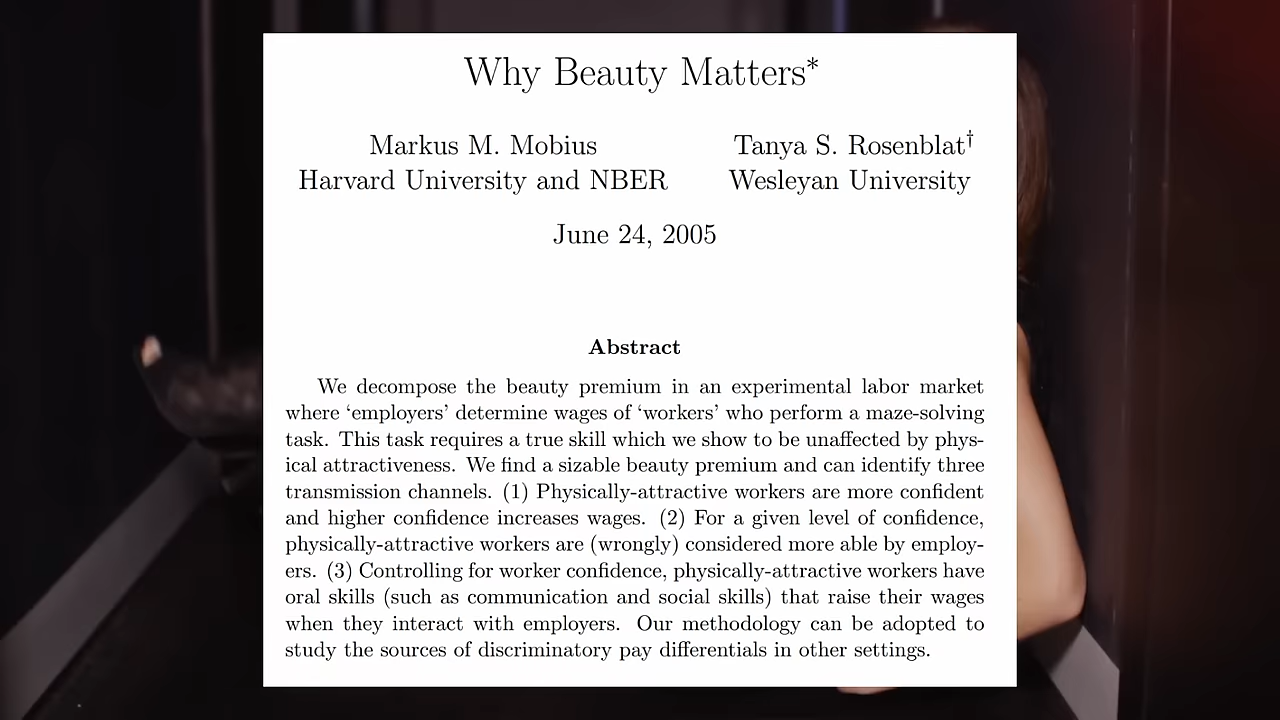 Why Beauty Matters*
Markus M. Mobius
Tanya S. Rosenblat†
Harvard University and NBER
Wesleyan University
June 24, 2005
Abstract
We decompose the beauty premium in an experimental labor market
where ‘employers’ determine wages of ‘workers’ who perform a maze-solving
task. This task requires a true skill which we show to be unaffected by phys-
ical attractiveness. We find a sizable beauty premium and can identify three
transmission channels. (1) Physically-attractive workers are more confident
and higher confidence increases wages. (2) For a given level of confidence,
physically-attractive workers are (wrongly) considered more able by employ-
ers. (3) Controlling for worker confidence, physically-attractive workers have
oral skills (such as communication and social skills) that raise their wages
when they interact with employers. Our methodology can be adopted to
study the sources of discriminatory pay differentials in other settings.